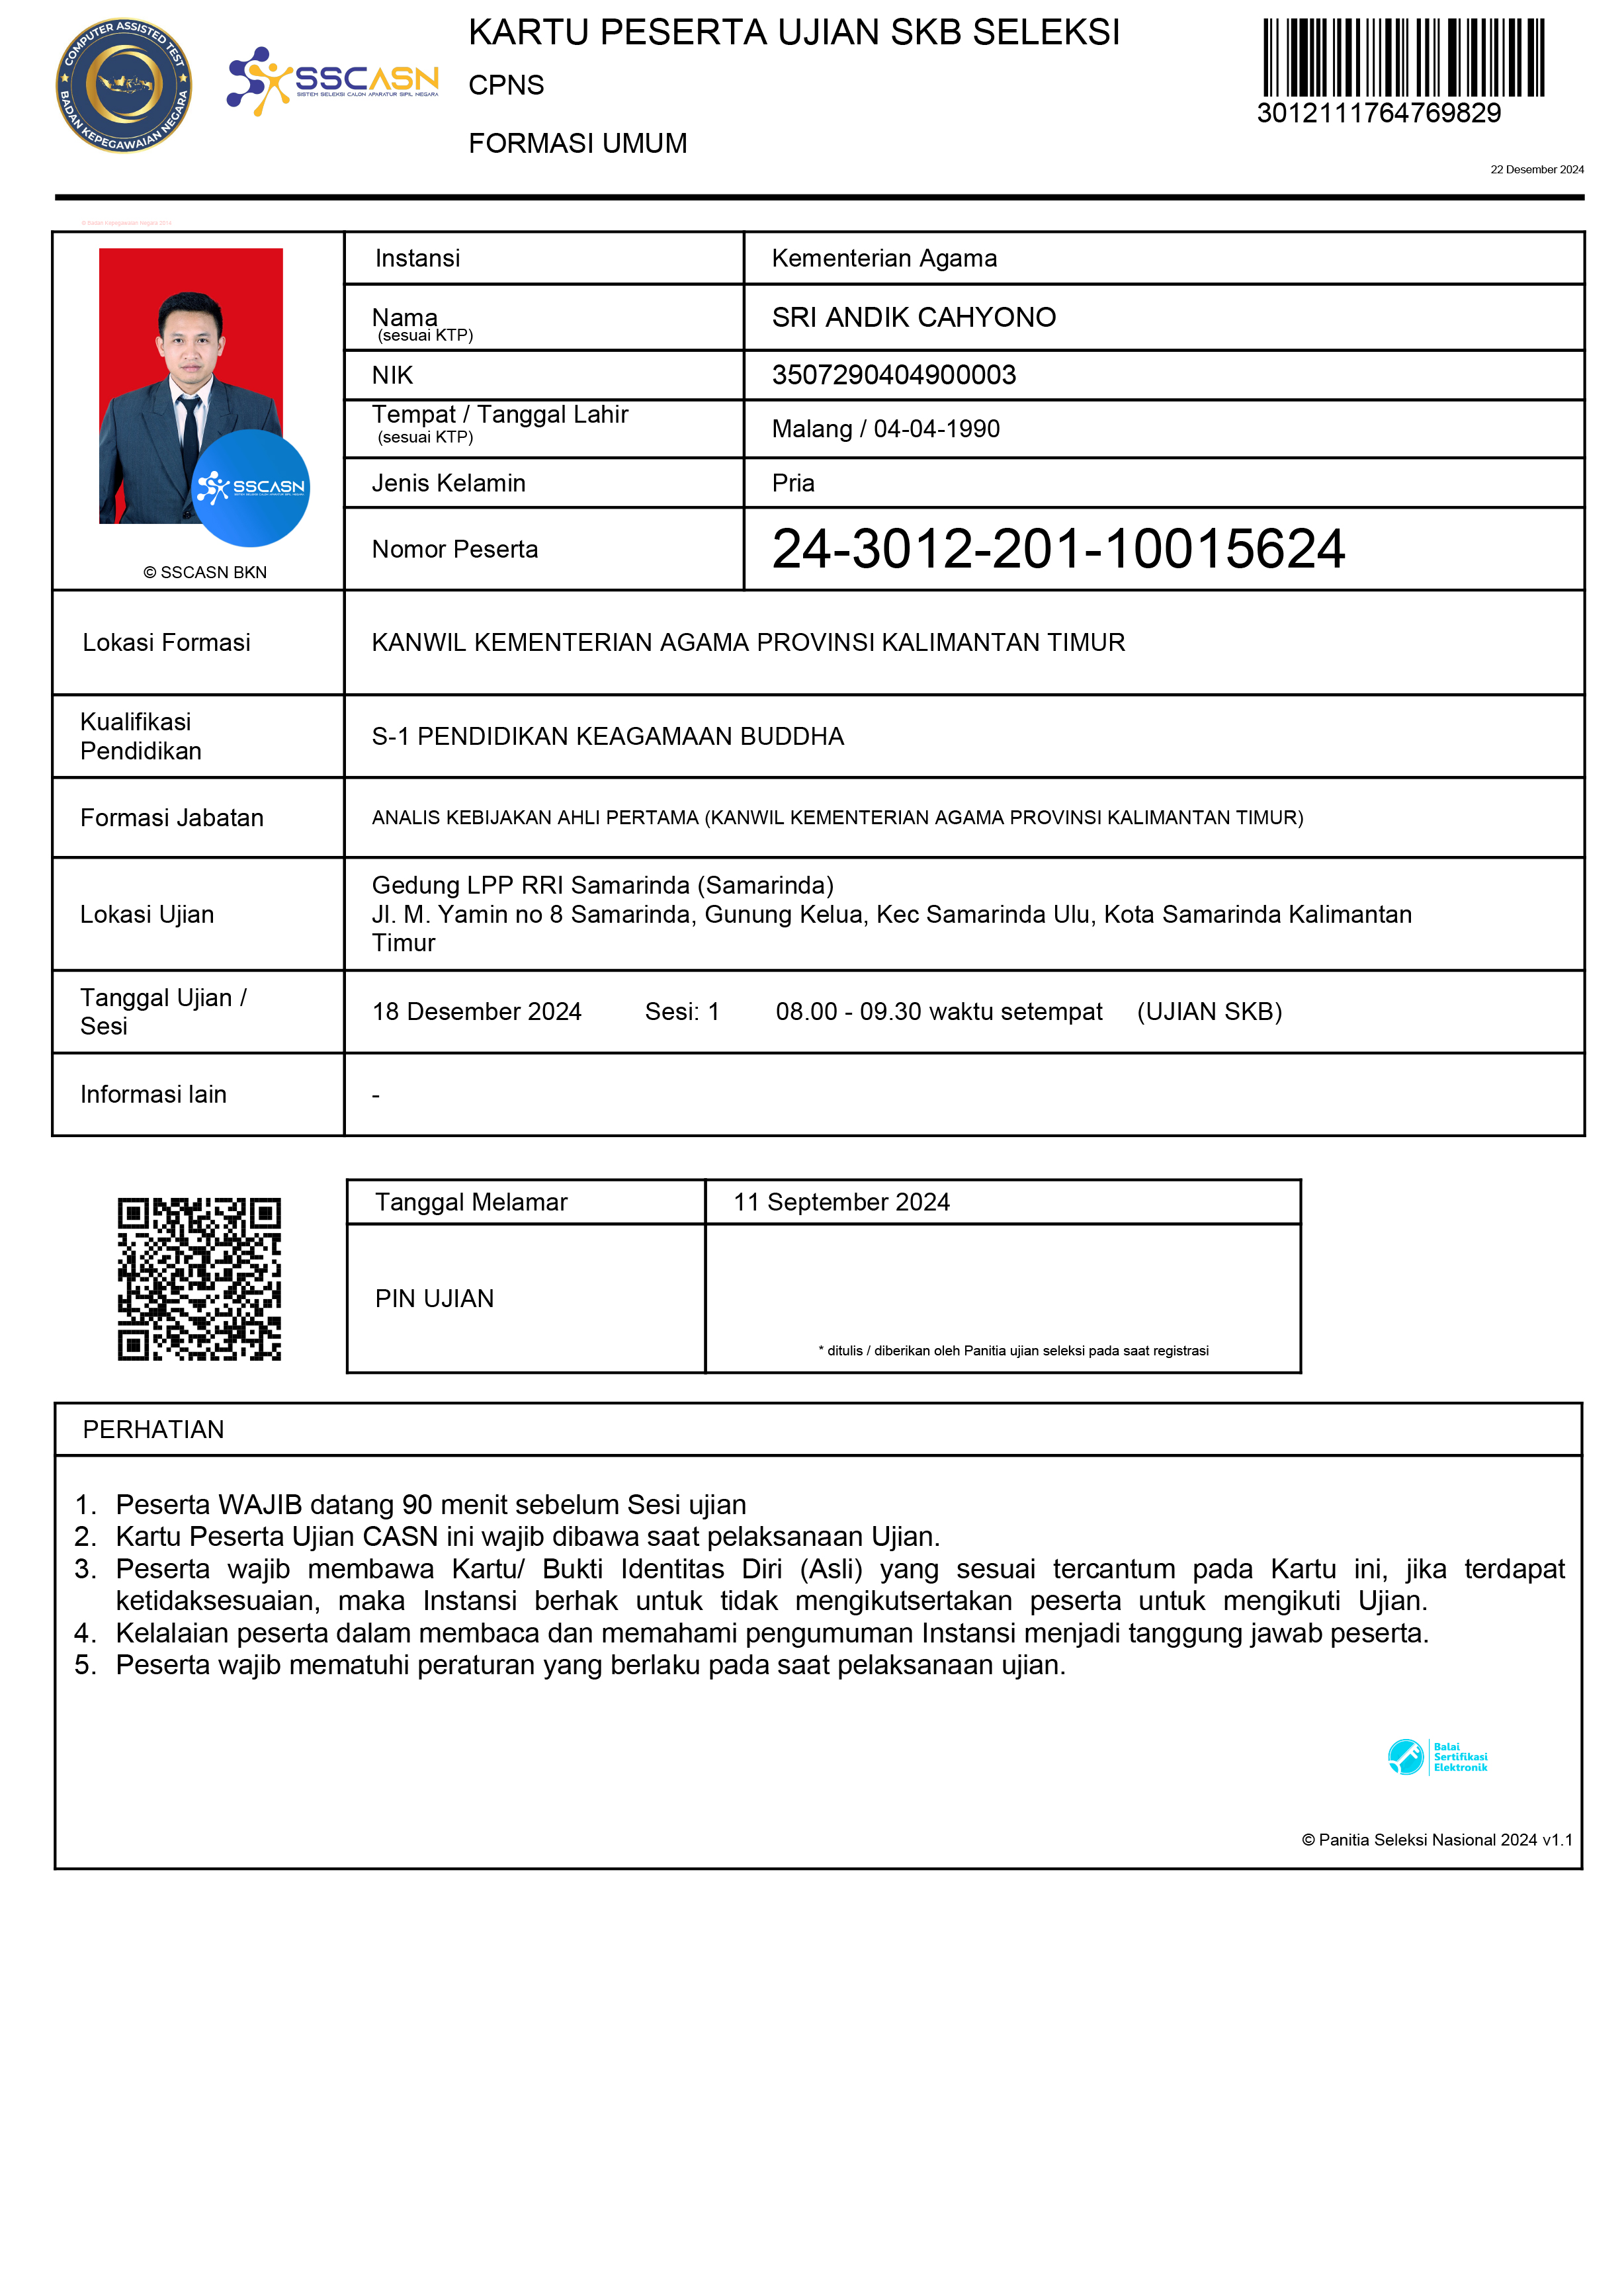 COMPUTER ASSISTED TEST
BADAN KEPEGAWAIAN NEGARA
SSCASN
SISTEM SELEKSI CALON APARATUR SIPIL NEGARA
KARTU PESERTA UJIAN SKB SELEKSI
CPNS
FORMASI UMUM
3012111764769829
22 Desember 2024
© Badan Kepegawaian Negara 2014
Instansi Kementerian Agama
Nama SRI ANDIK CAHYONO
(sesuai KTP)
NIK 3507290404900003
Tempat / Tanggal Lahir Malang / 04-04-1990
(sesuai KTP)
Jenis Kelamin Pria
Nomor Peserta 24-3012-201-10015624
SSCASN
SISTEM SELEKSI CALON APARATUR SIPIL NEGARA
© SSCASN BKN
Lokasi Formasi KANWIL KEMENTERIAN AGAMA PROVINSI KALIMANTAN TIMUR
Kualifikasi
Pendidikan
S-1 PENDIDIKAN KEAGAMAAN BUDDHA
Formasi Jabatan ANALIS KEBIJAKAN AHLI PERTAMA (KANWIL KEMENTERIAN AGAMA PROVINSI KALIMANTAN TIMUR)
Lokasi Ujian
Gedung LPP RRI Samarinda (Samarinda)
Jl. M. Yamin no 8 Samarinda, Gunung Kelua, Kec Samarinda Ulu, Kota Samarinda Kalimantan
Timur
Tanggal Ujian /
Sesi
18 Desember 2024 Sesi: 1 08.00 - 09.30 waktu setempat (UJIAN SKB)
Informasi lain -
Tanggal Melamar 11 September 2024
PIN UJIAN
* ditulis / diberikan oleh Panitia ujian seleksi pada saat registrasi
PERHATIAN
1. Peserta WAJIB datang 90 menit sebelum Sesi ujian
2. Kartu Peserta Ujian CASN ini wajib dibawa saat pelaksanaan Ujian.
3. Peserta wajib membawa Kartu/ Bukti Identitas Diri (Asli) yang sesuai tercantum pada Kartu ini, jika terdapat
ketidaksesuaian, maka Instansi berhak untuk tidak mengikutsertakan peserta untuk mengikuti Ujian.
4. Kelalaian peserta dalam membaca dan memahami pengumuman Instansi menjadi tanggung jawab peserta.
5. Peserta wajib mematuhi peraturan yang berlaku pada saat pelaksanaan ujian.
Balai
Sertifikasi
Elektronik
© Panitia Seleksi Nasional 2024 v1.1